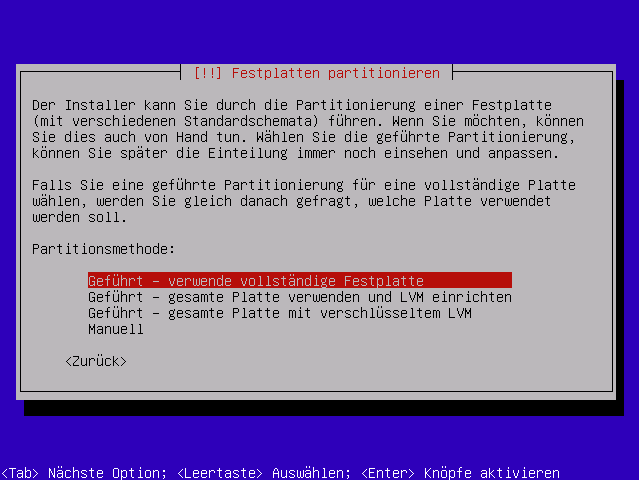 [!!] Festplatten partitionieren
Der Installer kann Sie durch die Partitionierung einer Festplatte
(mit verschiedenen Standardschemata) führen. Wenn Sie möchten, können
Sie dies auch von Hand tun. Wählen Sie die geführte Partitionierung,
können Sie später die Einteilung immer noch einsehen und anpassen.
Falls Sie eine geführte Partitionierung für eine vollständige Platte
wählen, werden Sie gleich danach gefragt, welche Platte verwendet
werden soll.
Partitionsmethode:
Geführt – verwende vollständige Festplatte
Geführt – gesamte Platte verwenden und LVM einrichten
Geführt – gesamte Platte mit verschlüsseltem LVM
Manuell
<Zurück>
<Tab> Nächste Option; <Leertaste> Auswählen; <Enter> Knöpfe aktivieren